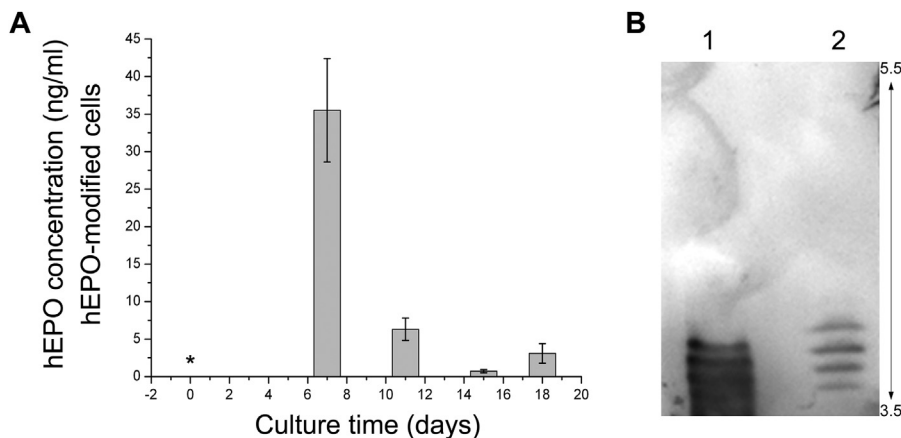 A
hEPO concentration (ng/ml)
hEPO-modified cells
45
40
35
30
25
20
15
10
5
0
*
-2 0 2 4 6 8 10 12 14 16 18 20
Culture time (days)
B
1 2
5.5
3.5